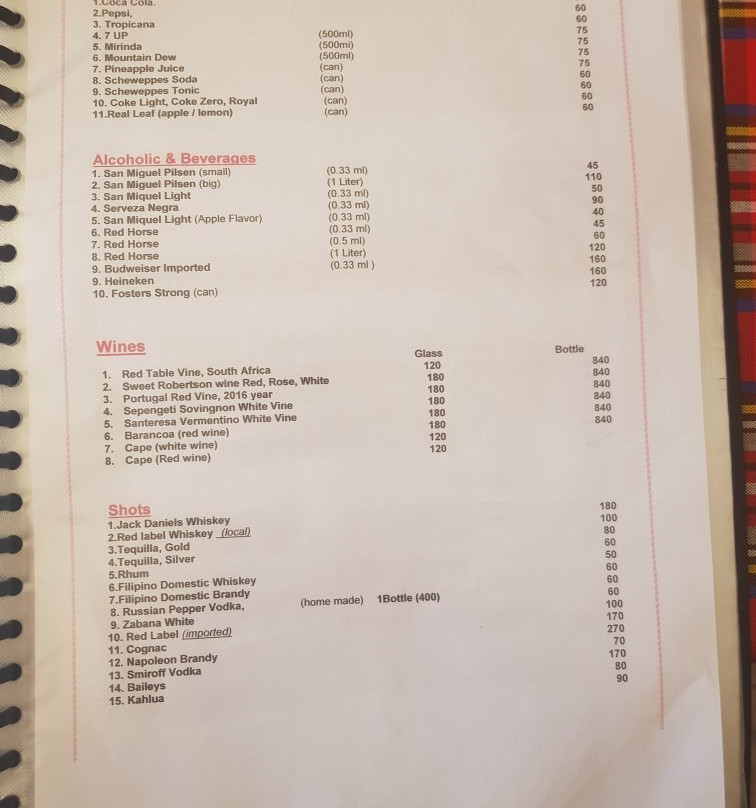 1.Coca Cola.
2.Pepsi, 60
3. Tropicana 60
4. 7 UP (500ml) 75
5. Mirinda (500mi) 75
6. Mountain Dew (500ml) 75
7. Pineapple Juice (can) 75
8. Scheweppes Soda (can) 60
9. Scheweppes Tonic (can) 60
10. Coke Light, Coke Zero, Royal (can) 60
11.Real Leaf (apple / lemon) (can) 60
Alcoholic & Beverages
1. San Miguel Pilsen (small) (0.33 ml) 45
2. San Miguel Pilsen (big) (1 Liter) 110
3. San Miguel Light (0.33 ml) 50
4. Serveza Negra (0.33 ml) 90
5. San Miquel Light (Apple Flavor) (0.33 ml) 40
6. Red Horse (0.33 ml) 45
7. Red Horse (0.5 ml) 60
8. Red Horse (1 Liter) 120
9. Budweiser Imported (0.33 ml ) 160
9. Heineken 160
10. Fosters Strong (can) 120
Wines Glass Bottle
1. Red Table Vine, South Africa 120 840
2. Sweet Robertson wine Red, Rose, White 180 840
3. Portugal Red Vine, 2016 year 180 840
4. Sepengeti Sovingnon White Vine 180 840
5. Santeresa Vermentino White Vine 180 840
6. Barancoa (red wine) 180 840
7. Cape (white wine) 120
8. Cape (Red wine) 120
Shots
1.Jack Daniels Whiskey 180
2.Red label Whiskey (local) 100
3.Tequilla, Gold 80
4.Tequilla, Silver 60
5.Rhum 50
6.Filipino Domestic Whiskey 60
7.Filipino Domestic Brandy 60
8. Russian Pepper Vodka, (home made) 1Bottle (400) 60
9. Zabana White 100
10. Red Label (imported) 170
11. Cognac 270
12. Napoleon Brandy 70
13. Smiroff Vodka 170
14. Baileys 80
15. Kahlua 90